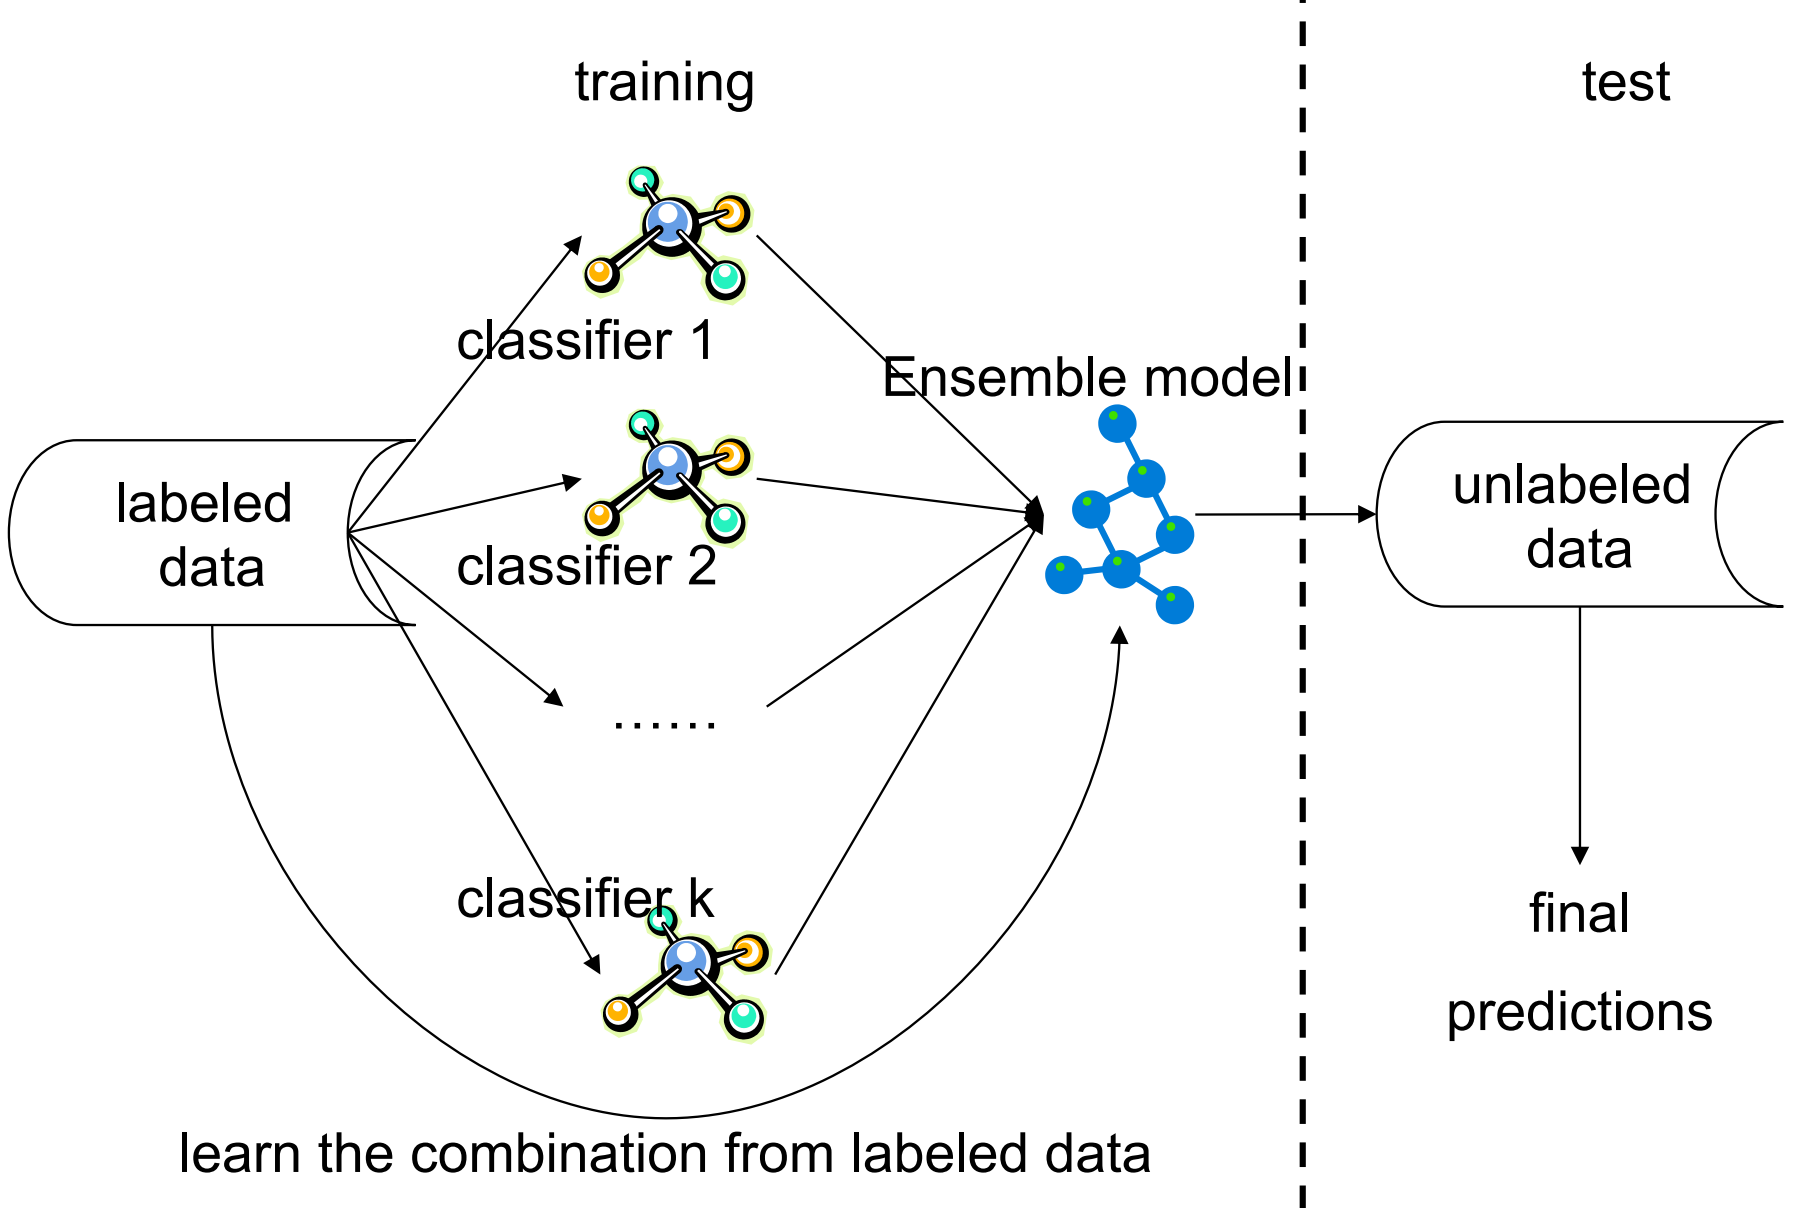 training
test
classifier 1
Ensemble model
labeled
data
classifier 2
unlabeled
data
......
classifier k
final
predictions
learn the combination from labeled data